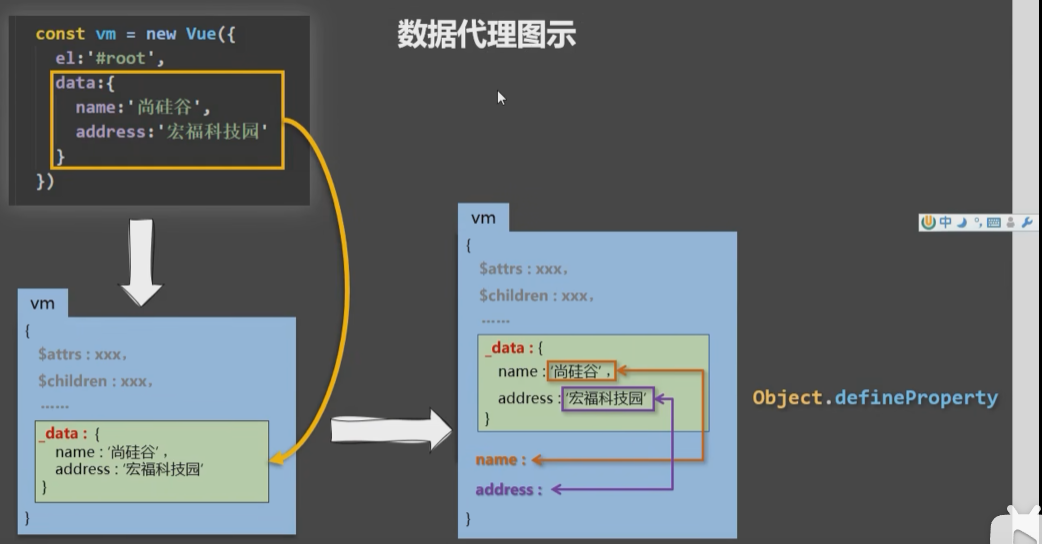 数据代理图示
const vm = new Vue({
el:'#root',
data:{
name:'尚硅谷',
address:'宏福科技园'
}
})
vm
{
$attrs : xxx,
$children : xxx,
……
_data : {
name : '尚硅谷' ,
address : '宏福科技园'
}
}
vm
{
$attrs : xxx,
$children : xxx,
……
_data : {
name : '尚硅谷' ,
address : '宏福科技园'
}
name :
address :
}
Object.defineProperty
中